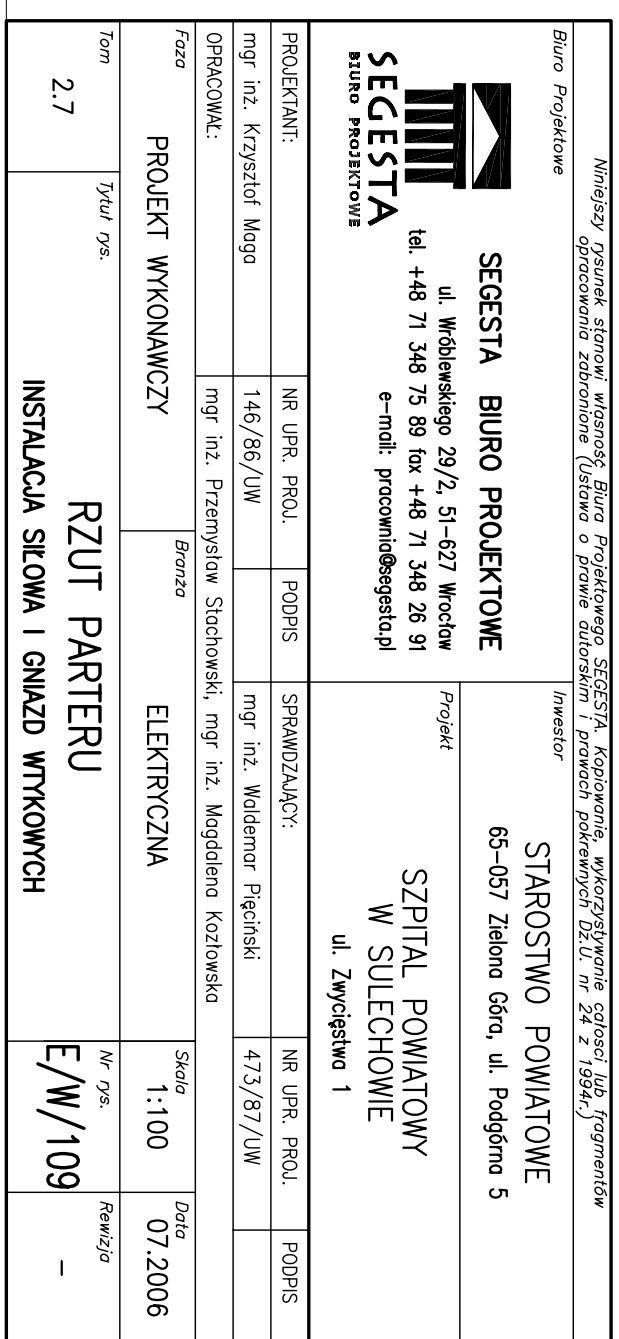 Niniejszy rysunek stanowi własność Biura Projektowego SEGESTA. Kopiowanie, wykorzystywanie całosci lub fragmentów
opracowania zabronione (Ustawa o prawie autorskim i prawach pokrewnych Dż.U. nr 24 z 1994r.)
Biuro Projektowe
SEGESTA
BIURO PROJEKTOWE
SEGESTA BIURO PROJEKTOWE
ul. Wróblewskiego 29/2, 51-627 Wrocław
tel. +48 71 348 75 89 fax +48 71 348 26 91
e-mail: pracownia@segesta.pl
Inwestor
STAROSTWO POWIATOWE
65-057 Zielona Góra, ul. Podgórna 5
Projekt
SZPITAL POWIATOWY
W SULECHOWIE
ul. Zwycięstwa 1
PROJEKTANT: NR UPR. PROJ. PODPIS SPRAWDZAJĄCY: NR UPR. PROJ. PODPIS
mgr inż. Krzysztof Maga 146/86/UW mgr inż. Waldemar Pięciński 473/87/UW
OPRACOWAŁ: mgr inż. Przemysław Stachowski, mgr inż. Magdalena Kozłowska
Faza Branża Skala Data
PROJEKT WYKONAWCZY ELEKTRYCZNA 1:100 07.2006
Tom Tytuł rys. Nr rys. Rewizja
2.7 RZUT PARTERU E/W/109 -
INSTALACJA SIŁOWA I GNIAZD WTYKOWYCH